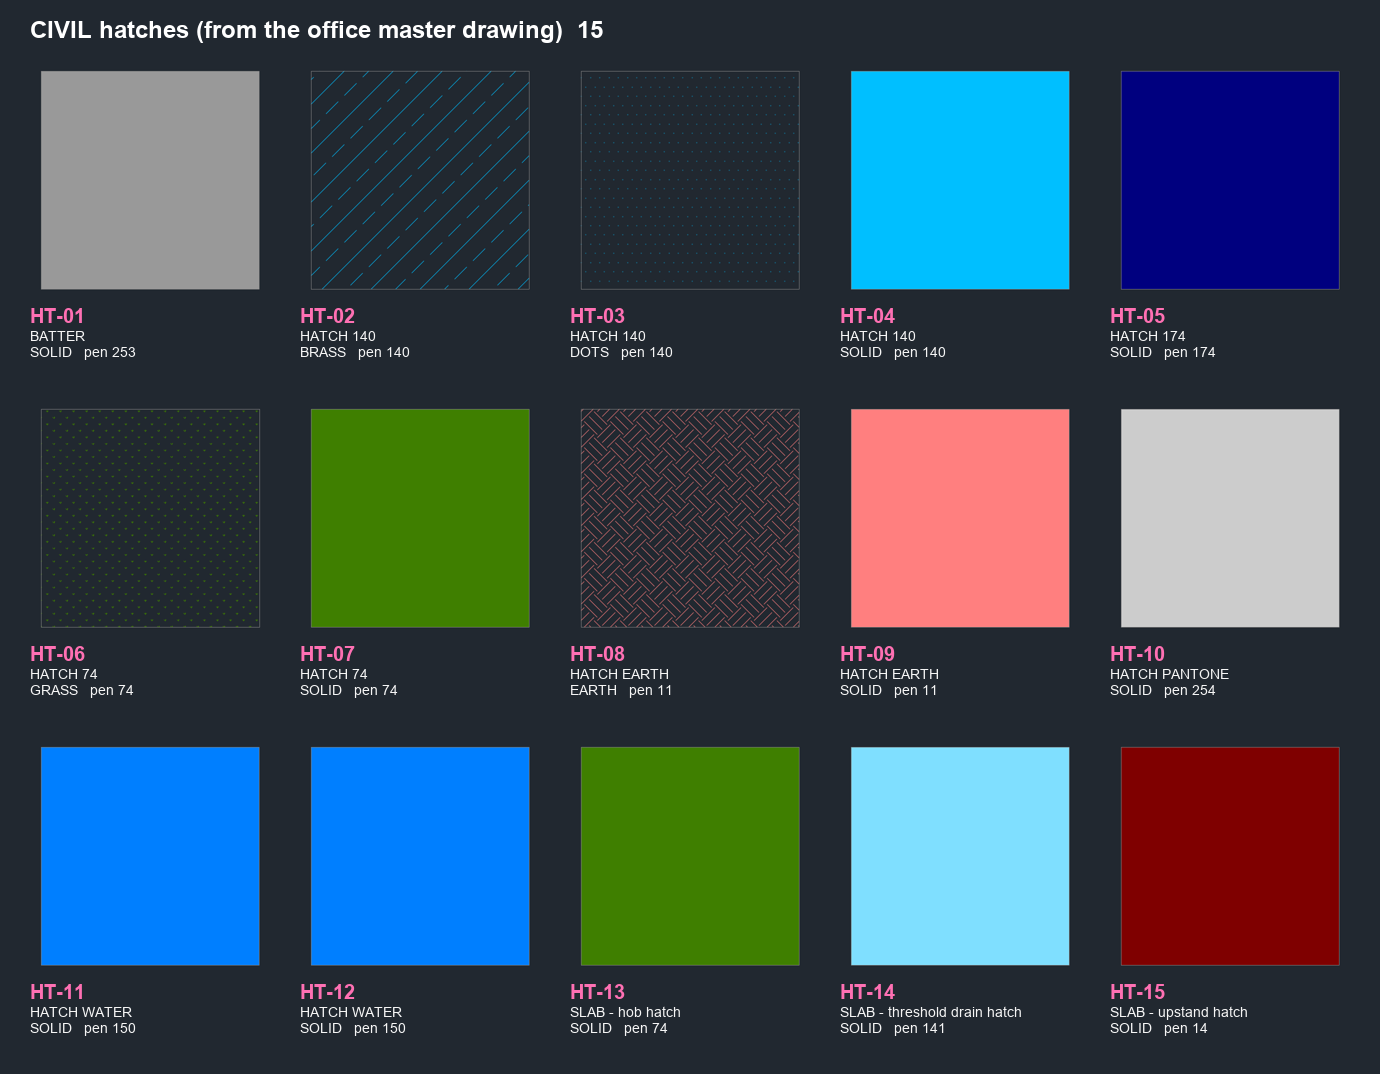 CIVIL hatches (from the office master drawing)  15
HT-01
BATTER
SOLID   pen 253
HT-02
HATCH 140
BRASS   pen 140
HT-03
HATCH 140
DOTS   pen 140
HT-04
HATCH 140
SOLID   pen 140
HT-05
HATCH 174
SOLID   pen 174
HT-06
HATCH 74
GRASS   pen 74
HT-07
HATCH 74
SOLID   pen 74
HT-08
HATCH EARTH
EARTH   pen 11
HT-09
HATCH EARTH
SOLID   pen 11
HT-10
HATCH PANTONE
SOLID   pen 254
HT-11
HATCH WATER
SOLID   pen 150
HT-12
HATCH WATER
SOLID   pen 150
HT-13
SLAB - hob hatch
SOLID   pen 74
HT-14
SLAB - threshold drain hatch
SOLID   pen 141
HT-15
SLAB - upstand hatch
SOLID   pen 14